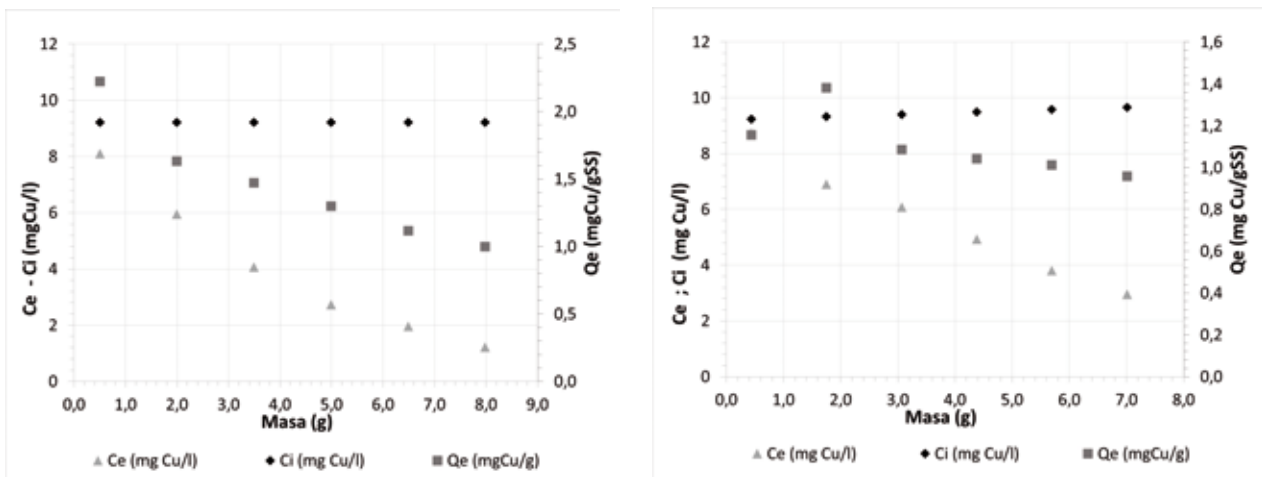 12
10
8
6
4
2
0
Ce - Ci (mgCu/l)
2,5
2,0
1,5
1,0
0,5
0,0
Qe (mgCu/gSS)
0,0 1,0 2,0 3,0 4,0 5,0 6,0 7,0 8,0 9,0
Masa (g)
Ce (mg Cu/l) Ci (mg Cu/l) Qe (mgCu/g)
12
10
8
6
4
2
0
Ce ; Ci (mg Cu/l)
1,6
1,4
1,2
1,0
0,8
0,6
0,4
0,2
0,0
Qe (mg Cu/gSS)
0,0 1,0 2,0 3,0 4,0 5,0 6,0 7,0 8,0
Masa (g)
Ce (mg Cu/l) Ci (mg Cu/l) Qe (mgCu/g)